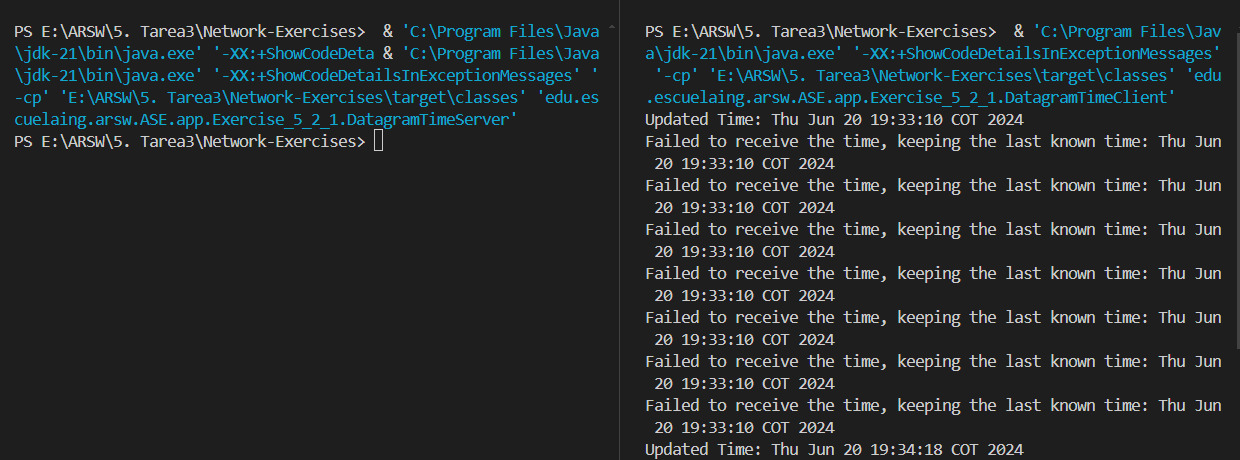 PS E:\ARSW\5. Tarea3\Network-Exercises>  & 'C:\Program Files\Java
\jdk-21\bin\java.exe' '-XX:+ShowCodeDeta & 'C:\Program Files\Java
\jdk-21\bin\java.exe' '-XX:+ShowCodeDetailsInExceptionMessages' '
-cp' 'E:\ARSW\5. Tarea3\Network-Exercises\target\classes' 'edu.es
cuelaing.arsw.ASE.app.Exercise_5_2_1.DatagramTimeServer'
PS E:\ARSW\5. Tarea3\Network-Exercises>
PS E:\ARSW\5. Tarea3\Network-Exercises>  & 'C:\Program Files\Jav
a\jdk-21\bin\java.exe' '-XX:+ShowCodeDetailsInExceptionMessages'
 '-cp' 'E:\ARSW\5. Tarea3\Network-Exercises\target\classes' 'edu
.escuelaing.arsw.ASE.app.Exercise_5_2_1.DatagramTimeClient'
Updated Time: Thu Jun 20 19:33:10 COT 2024
Failed to receive the time, keeping the last known time: Thu Jun
 20 19:33:10 COT 2024
Failed to receive the time, keeping the last known time: Thu Jun
 20 19:33:10 COT 2024
Failed to receive the time, keeping the last known time: Thu Jun
 20 19:33:10 COT 2024
Failed to receive the time, keeping the last known time: Thu Jun
 20 19:33:10 COT 2024
Failed to receive the time, keeping the last known time: Thu Jun
 20 19:33:10 COT 2024
Failed to receive the time, keeping the last known time: Thu Jun
 20 19:33:10 COT 2024
Failed to receive the time, keeping the last known time: Thu Jun
 20 19:33:10 COT 2024
Updated Time: Thu Jun 20 19:34:18 COT 2024